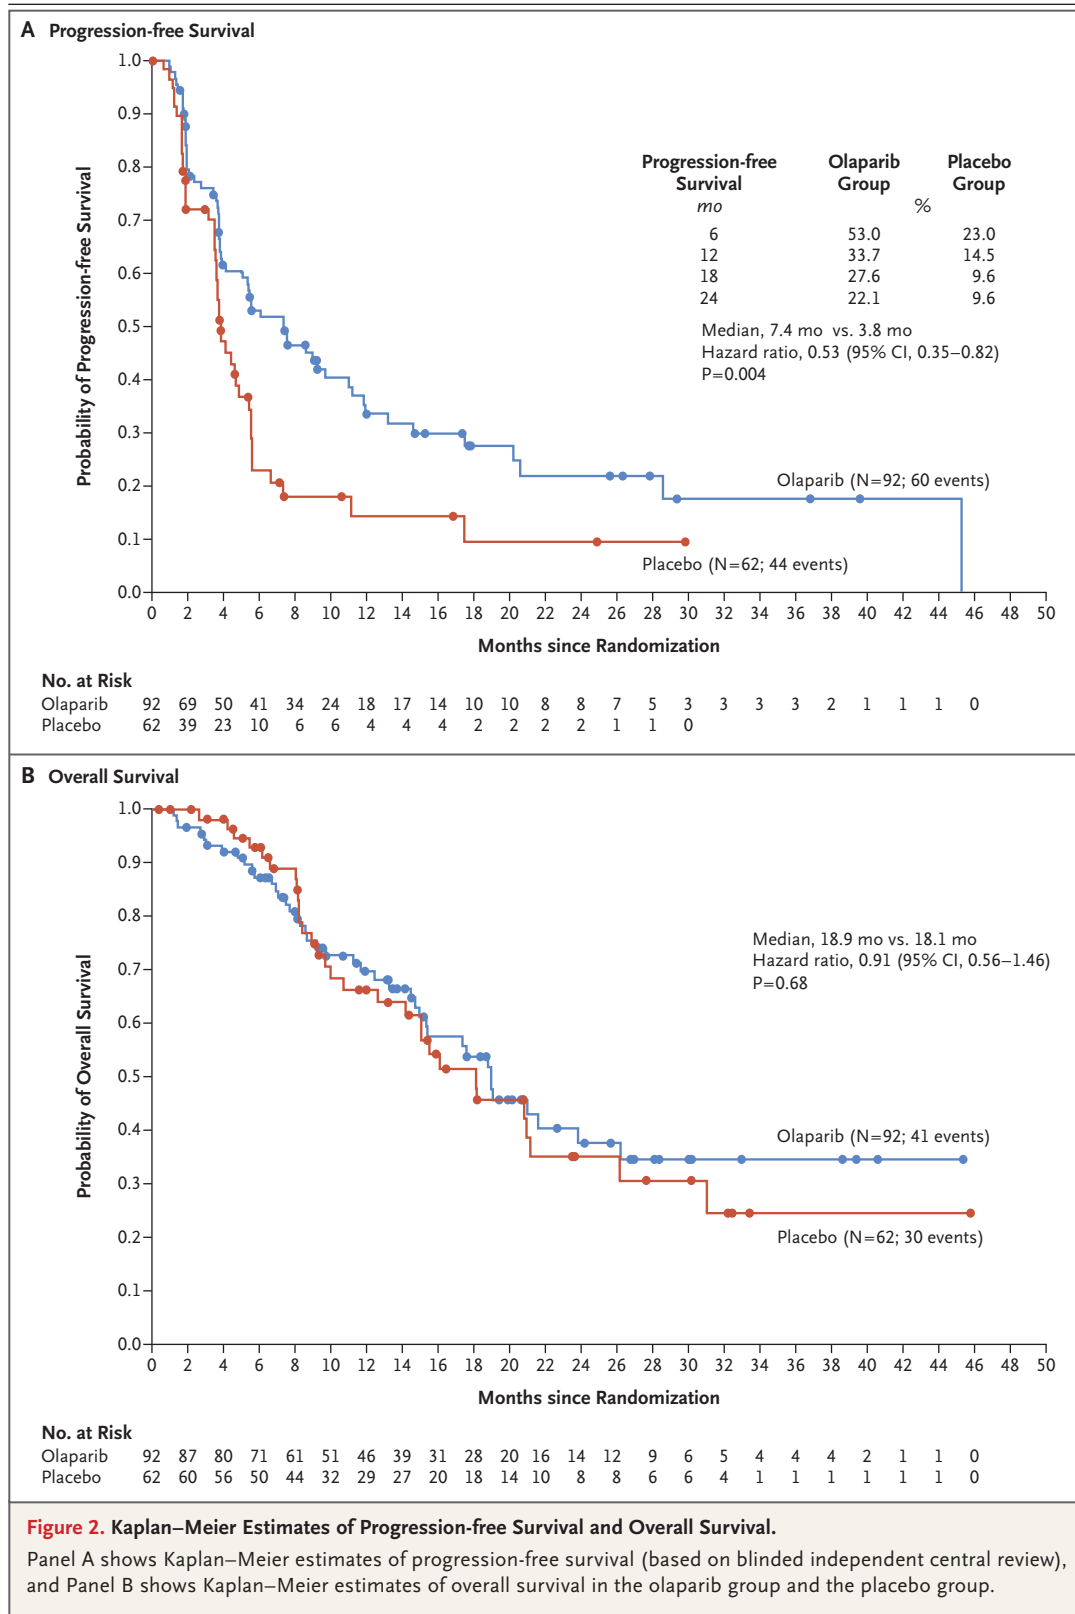 A Progression-free Survival
1.0
0.9
0.8
0.7
0.6
0.5
0.4
0.3
0.2
0.1
0.0
Probability of Progression-free Survival
Progression-free Survival Olaparib Group Placebo Group
mo %
6 53.0 23.0
12 33.7 14.5
18 27.6 9.6
24 22.1 9.6
Median, 7.4 mo vs. 3.8 mo
Hazard ratio, 0.53 (95% CI, 0.35–0.82)
P=0.004
Olaparib (N=92; 60 events)
Placebo (N=62; 44 events)
0 2 4 6 8 10 12 14 16 18 20 22 24 26 28 30 32 34 36 38 40 42 44 46 48 50
Months since Randomization
No. at Risk
Olaparib 92 69 50 41 34 24 18 17 14 10 10 8 8 7 5 3 3 3 3 2 1 1 1 0
Placebo 62 39 23 10 6 6 4 4 4 2 2 2 2 1 1 0
B Overall Survival
1.0
0.9
0.8
0.7
0.6
0.5
0.4
0.3
0.2
0.1
0.0
Probability of Overall Survival
Median, 18.9 mo vs. 18.1 mo
Hazard ratio, 0.91 (95% CI, 0.56–1.46)
P=0.68
Olaparib (N=92; 41 events)
Placebo (N=62; 30 events)
0 2 4 6 8 10 12 14 16 18 20 22 24 26 28 30 32 34 36 38 40 42 44 46 48 50
Months since Randomization
No. at Risk
Olaparib 92 87 80 71 61 51 46 39 31 28 20 16 14 12 9 6 5 4 4 4 2 1 1 0
Placebo 62 60 56 50 44 32 29 27 20 18 14 10 8 8 6 6 4 1 1 1 1 1 1 0
Figure 2. Kaplan–Meier Estimates of Progression-free Survival and Overall Survival.
Panel A shows Kaplan–Meier estimates of progression-free survival (based on blinded independent central review),
and Panel B shows Kaplan–Meier estimates of overall survival in the olaparib group and the placebo group.